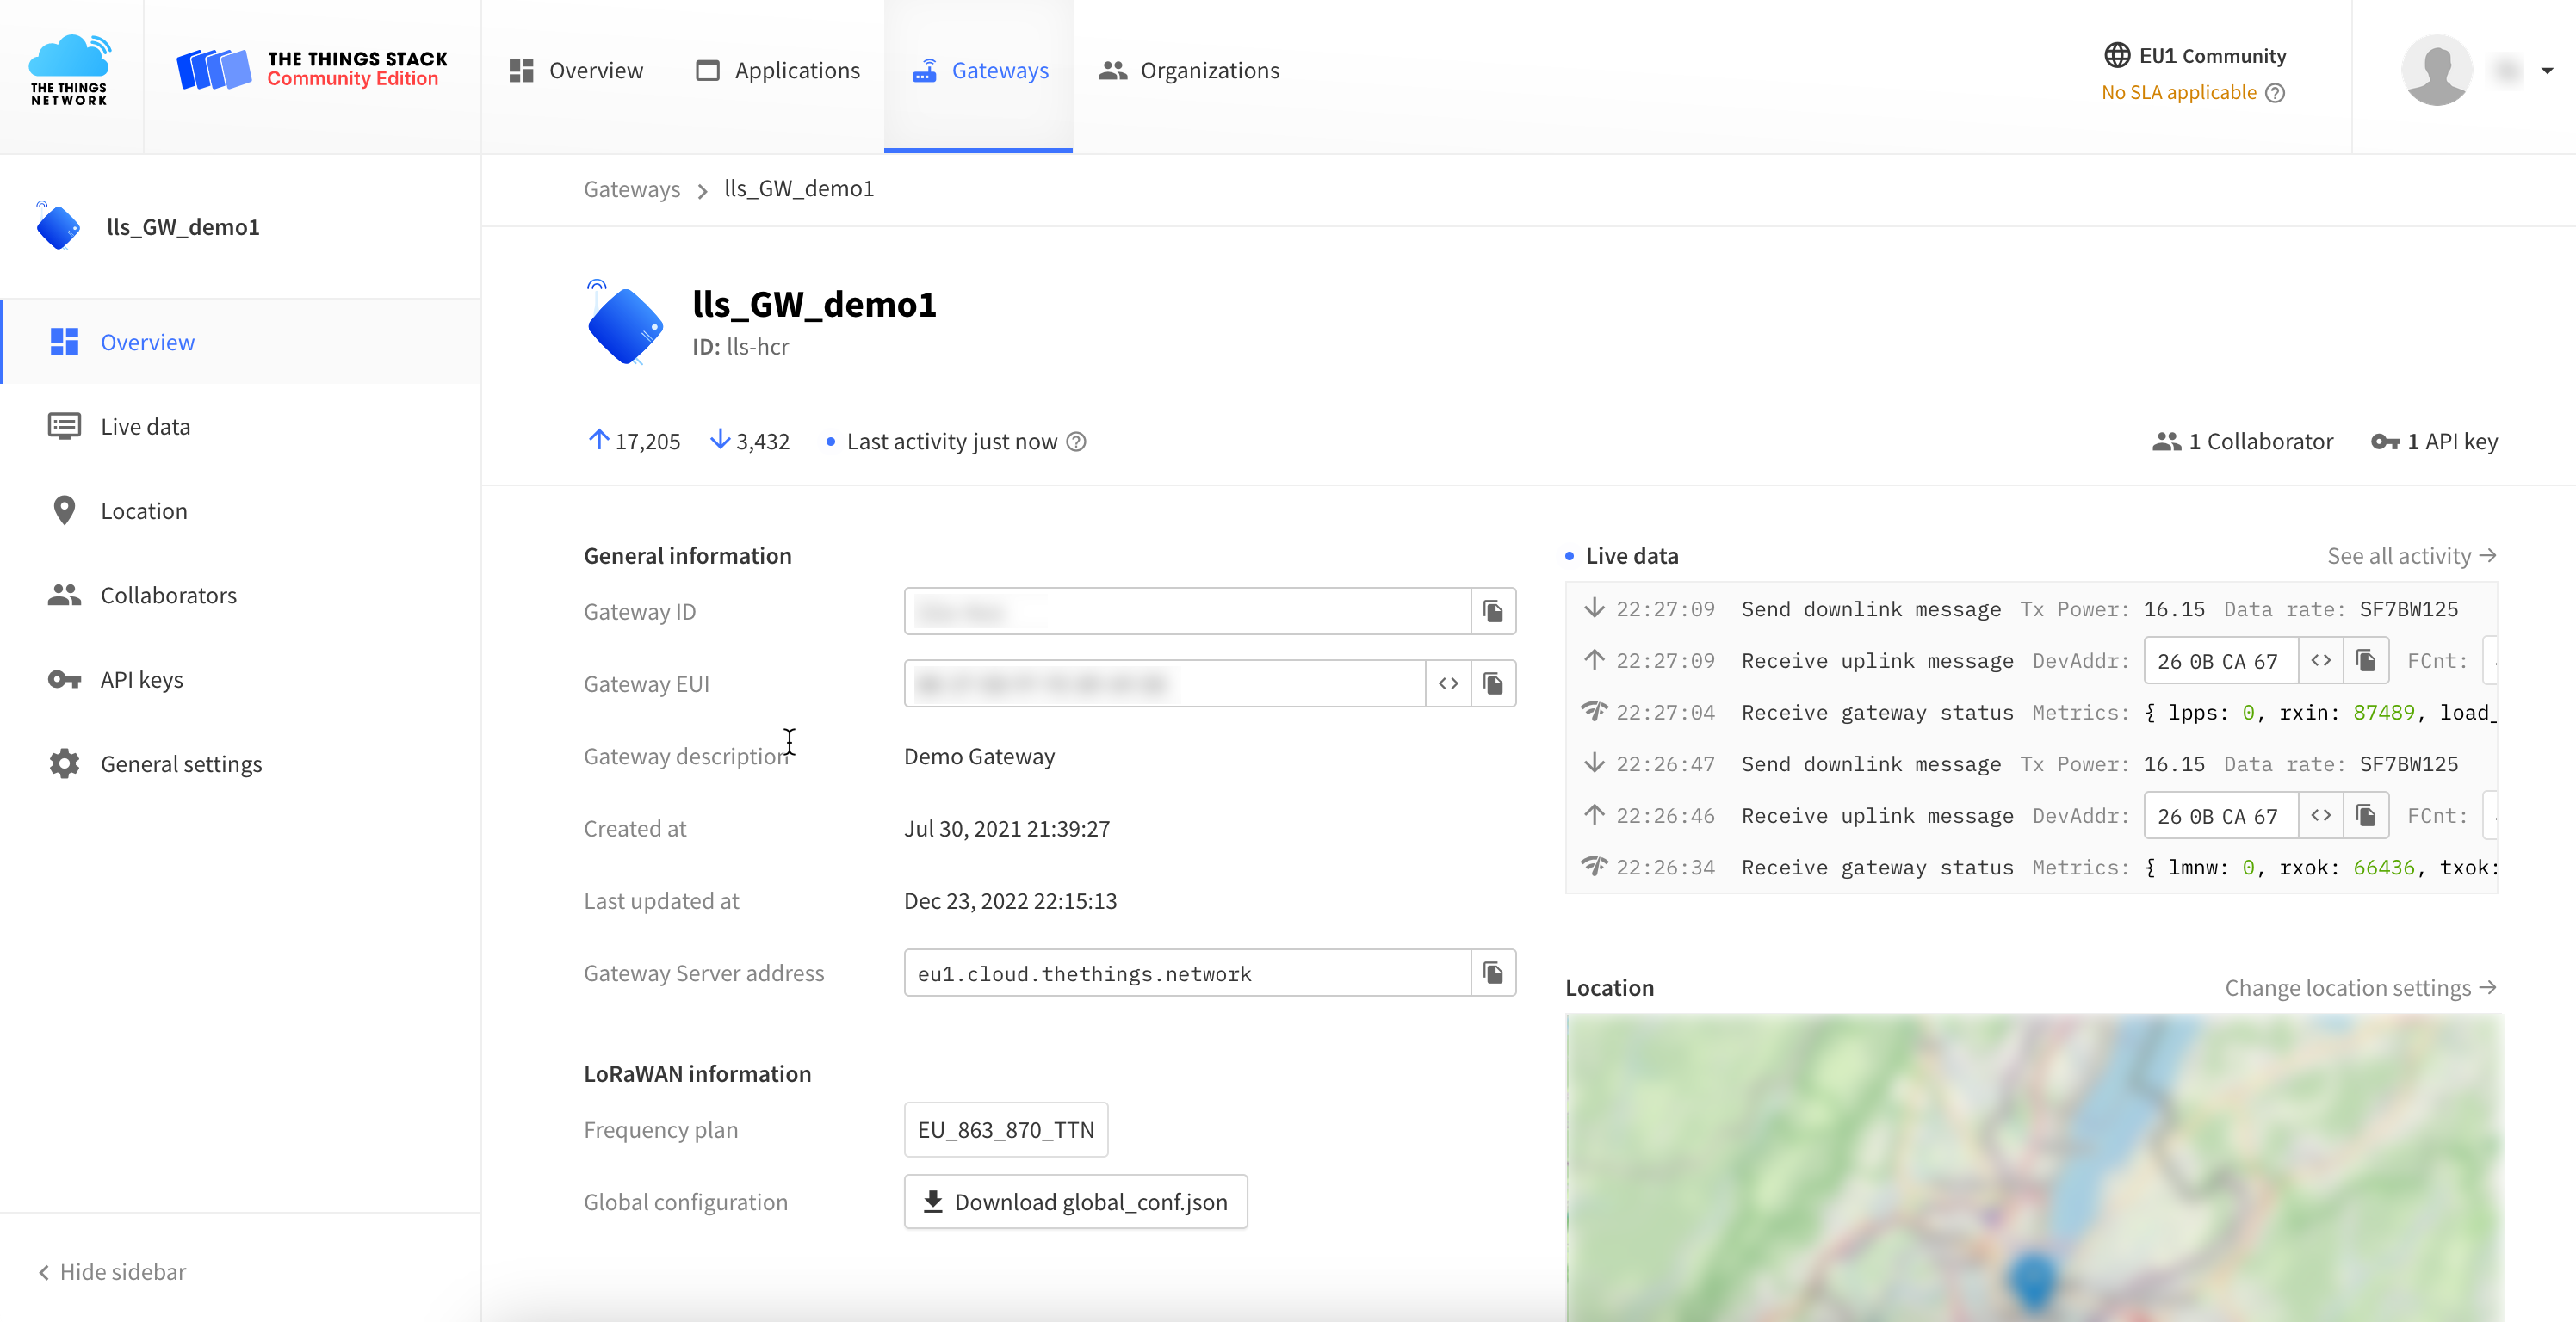 THE THINGS
NETWORK
THE THINGS STACK
Community Edition
Overview
Applications
Gateways
Organizations
EU1 Community
No SLA applicable
lls_GW_demo1
Overview
Live data
Location
Collaborators
API keys
General settings
Hide sidebar
Gateways > lls_GW_demo1
lls_GW_demo1
ID: lls-hcr
17,205 3,432 Last activity just now
1 Collaborator 1 API key
General information
Gateway ID
Gateway EUI
Gateway description Demo Gateway
Created at Jul 30, 2021 21:39:27
Last updated at Dec 23, 2022 22:15:13
Gateway Server address eu1.cloud.thethings.network
LoRaWAN information
Frequency plan EU_863_870_TTN
Global configuration Download global_conf.json
Live data See all activity →
22:27:09 Send downlink message Tx Power: 16.15 Data rate: SF7BW125
22:27:09 Receive uplink message DevAddr: 26 0B CA 67 <> FCnt:
22:27:04 Receive gateway status Metrics: { lpps: 0, rxin: 87489, load_
22:26:47 Send downlink message Tx Power: 16.15 Data rate: SF7BW125
22:26:46 Receive uplink message DevAddr: 26 0B CA 67 <> FCnt:
22:26:34 Receive gateway status Metrics: { lmnw: 0, rxok: 66436, txok:
Location Change location settings →